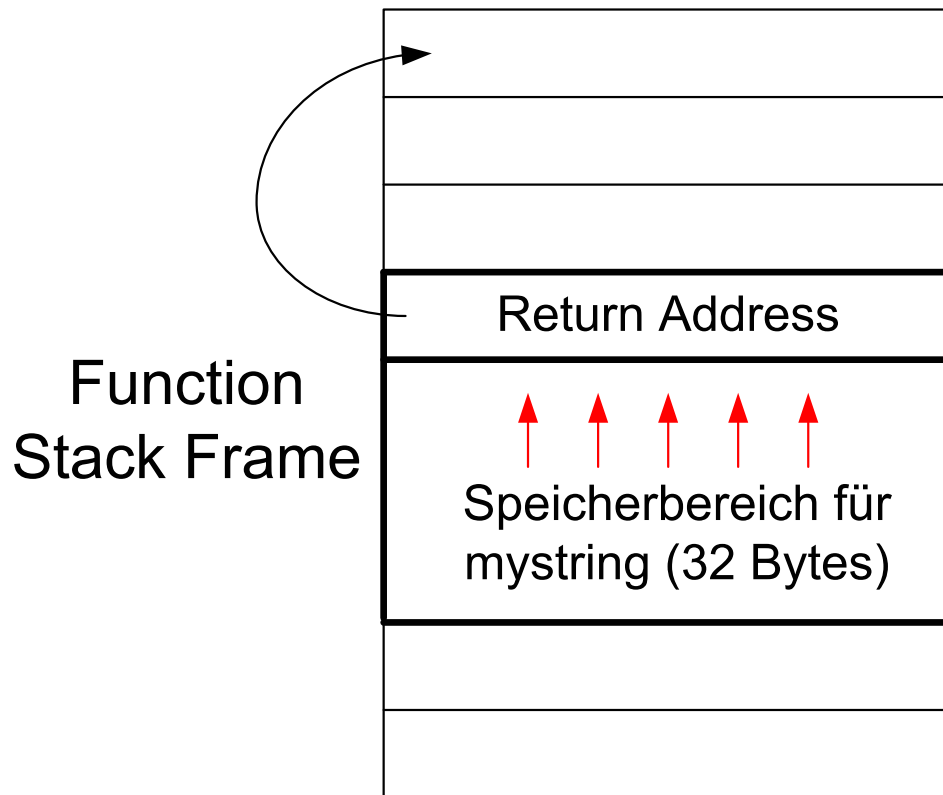 Return Address
Function
Stack Frame
Speicherbereich für
mystring (32 Bytes)